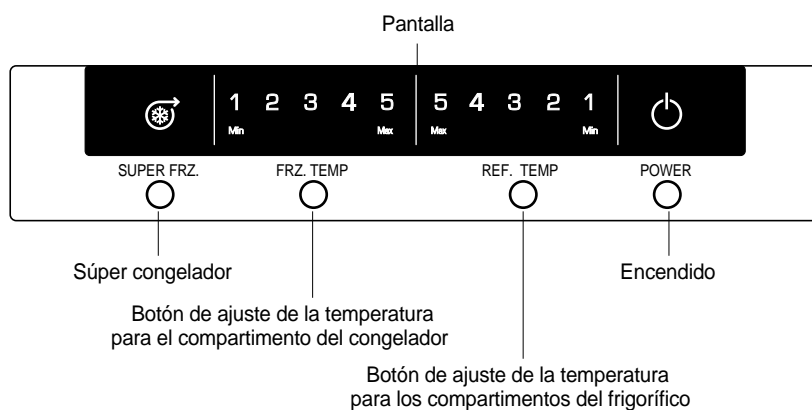 Pantalla
1 2 3 4 5 5 4 3 2 1
Min Max Max Min
SUPER FRZ. FRZ. TEMP REF. TEMP POWER
Súper congelador
Encendido
Botón de ajuste de la temperatura
para el compartimento del congelador
Botón de ajuste de la temperatura
para los compartimentos del frigorífico